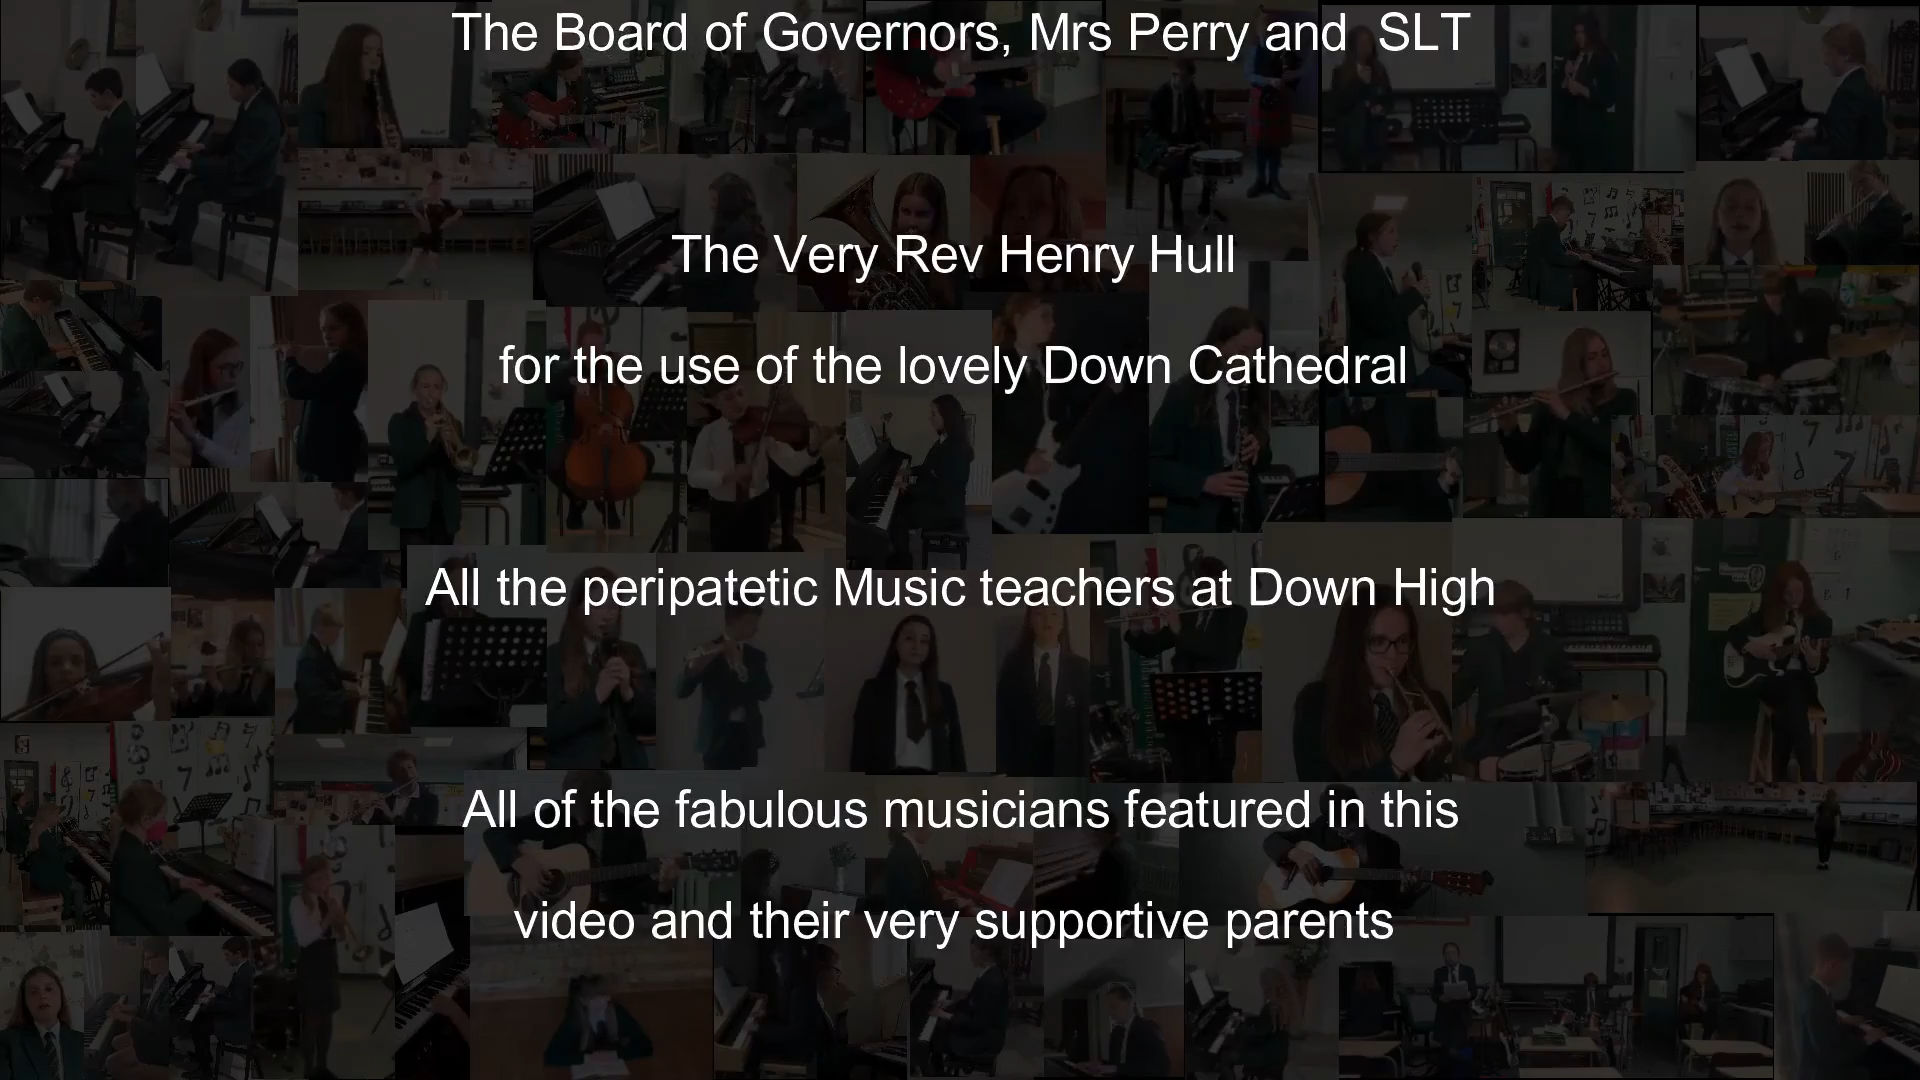 The Board of Governors, Mrs Perry and  SLT
The Very Rev Henry Hull
for the use of the lovely Down Cathedral
All the peripatetic Music teachers at Down High
All of the fabulous musicians featured in this
video and their very supportive parents